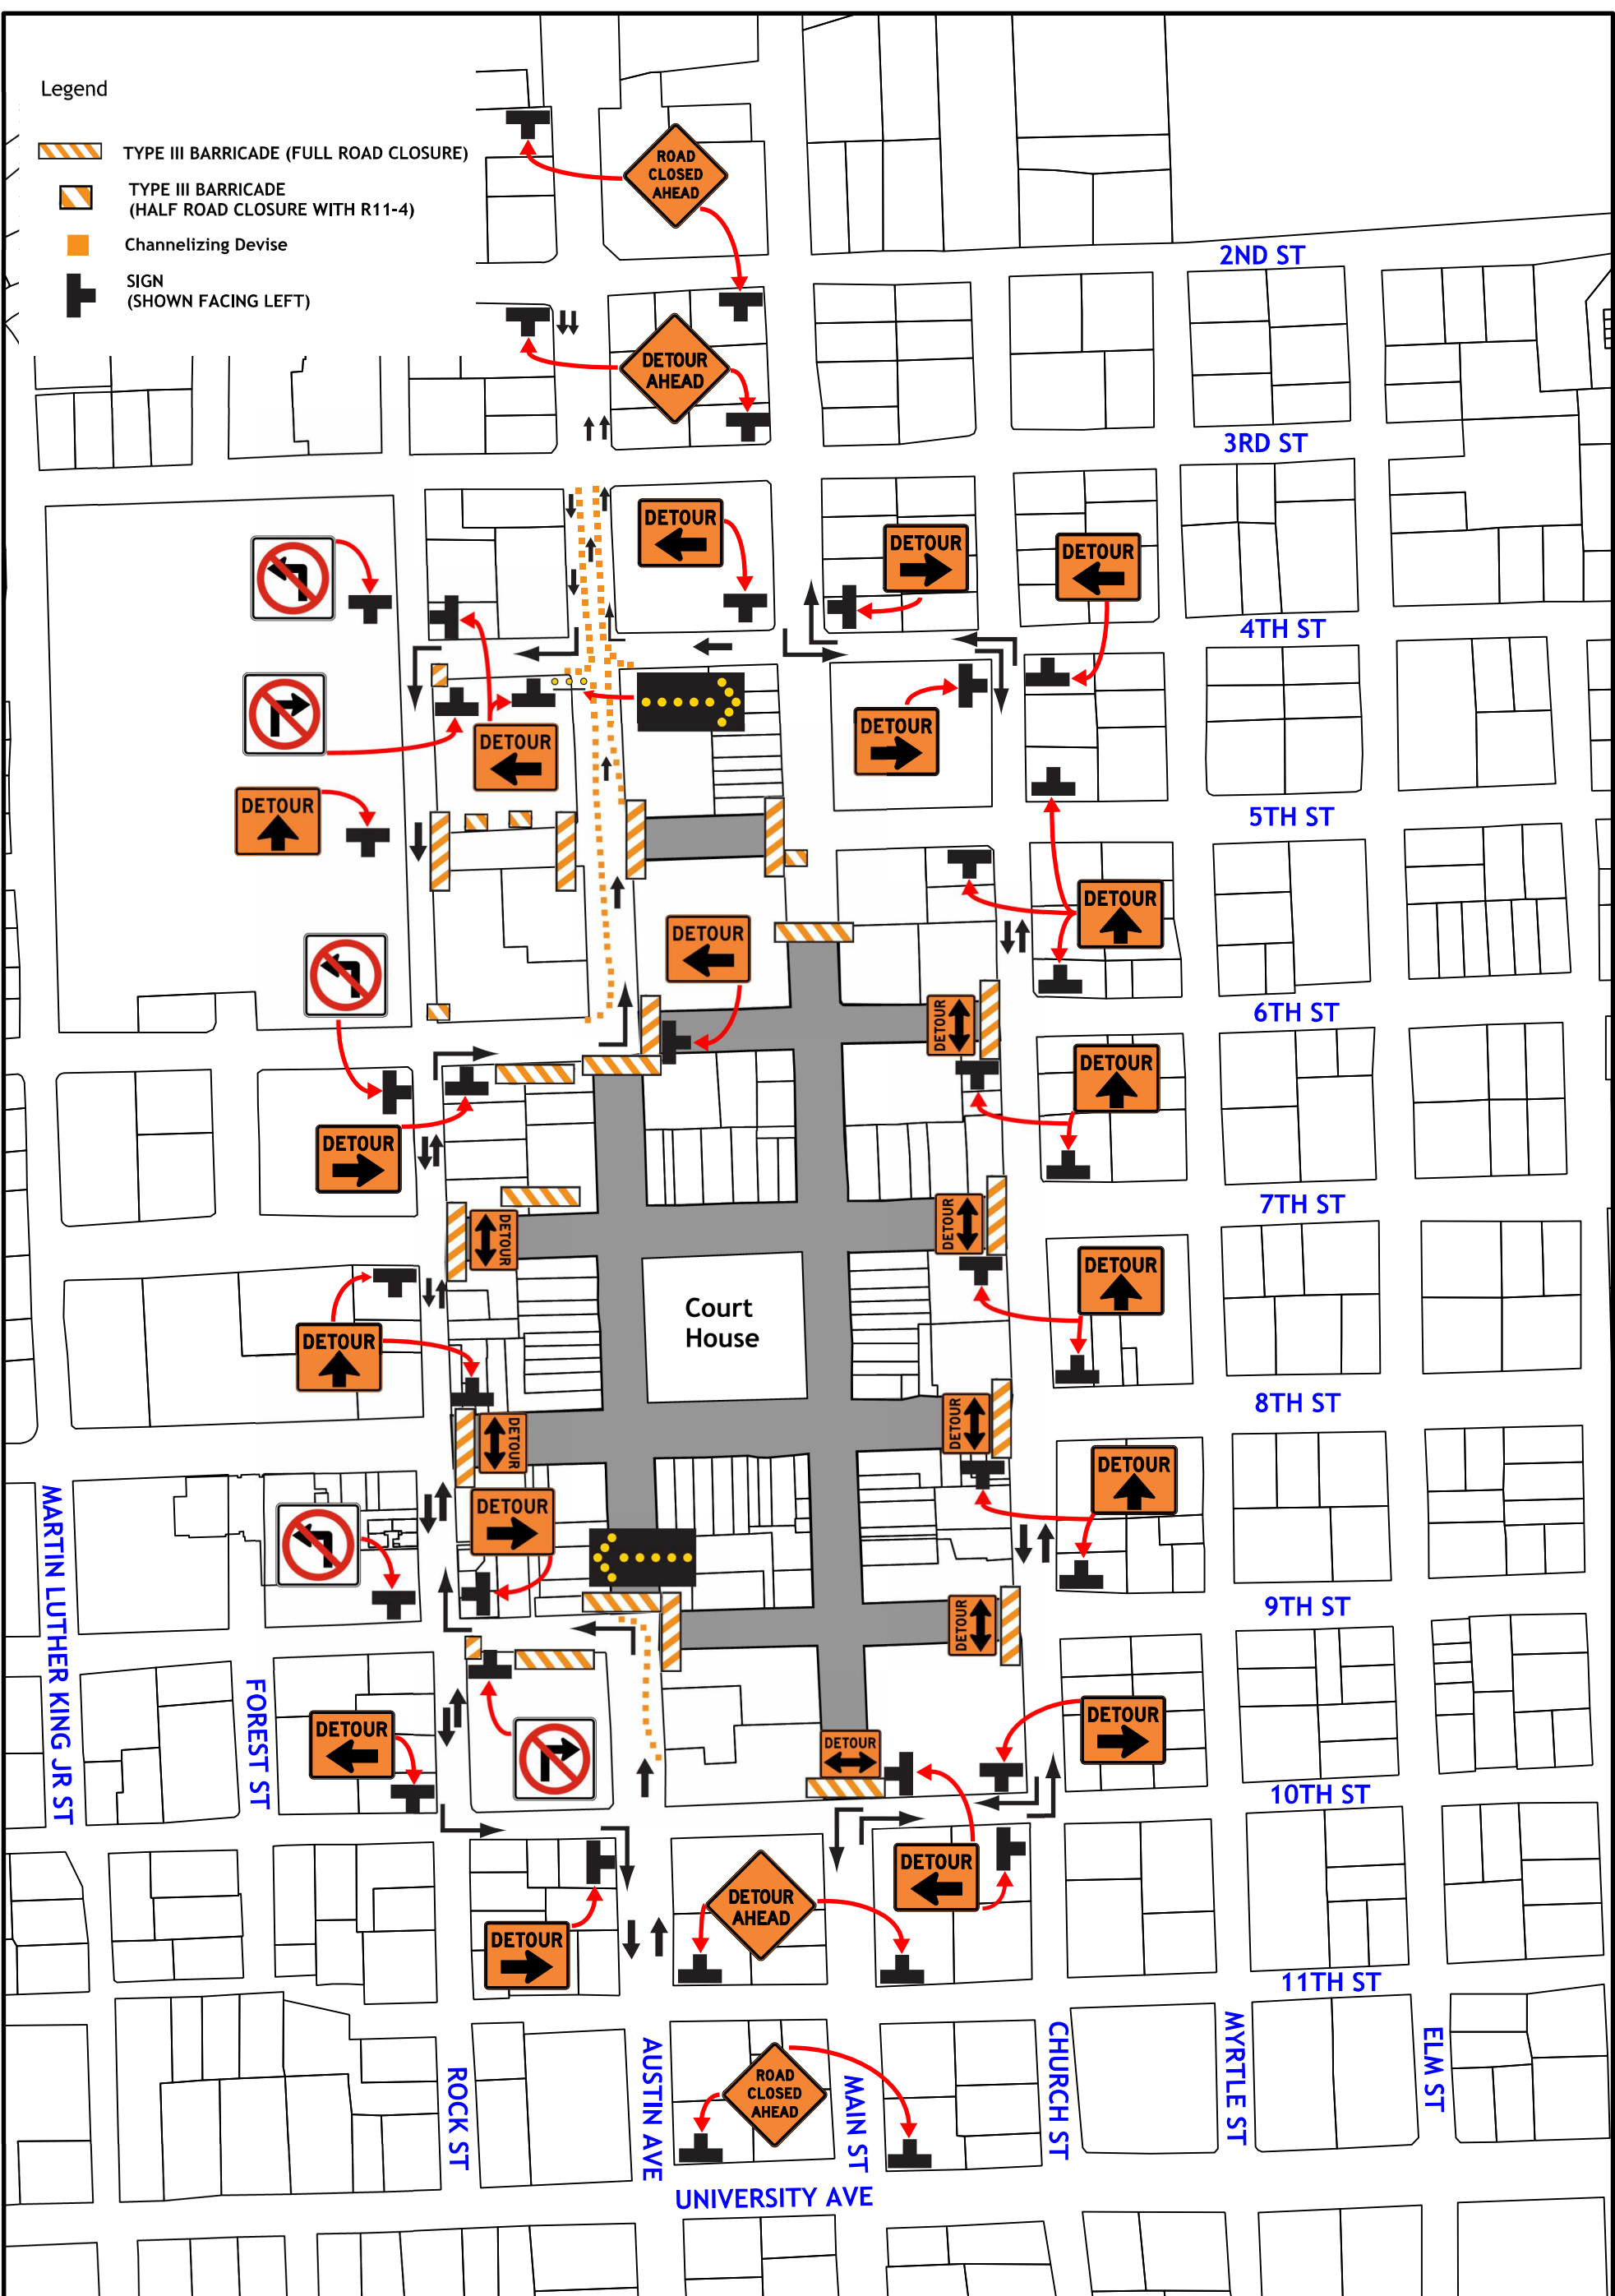 Legend
TYPE III BARRICADE (FULL ROAD CLOSURE)
TYPE III BARRICADE
(HALF ROAD CLOSURE WITH R11-4)
Channelizing Devise
SIGN
(SHOWN FACING LEFT)
ROAD
CLOSED
AHEAD
2ND ST
DETOUR
AHEAD
3RD ST
DETOUR
DETOUR
DETOUR
4TH ST
DETOUR
DETOUR
DETOUR
5TH ST
DETOUR
DETOUR
6TH ST
DETOUR
DETOUR
DETOUR
7TH ST
DETOUR
DETOUR
DETOUR
Court
House
DETOUR
8TH ST
DETOUR
DETOUR
DETOUR
DETOUR
9TH ST
DETOUR
MARTIN LUTHER KING JR ST
FOREST ST
DETOUR
DETOUR
DETOUR
10TH ST
DETOUR
AHEAD
DETOUR
DETOUR
11TH ST
ROCK ST
AUSTIN AVE
ROAD
CLOSED
AHEAD
MAIN ST
CHURCH ST
MYRTLE ST
ELM ST
UNIVERSITY AVE